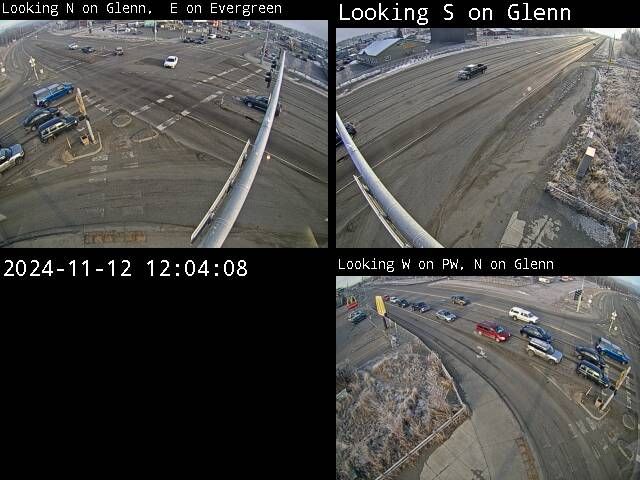 Looking N on Glenn,  E on Evergreen
Looking S on Glenn
2024-11-12 12:04:08
Looking W on PW, N on Glenn